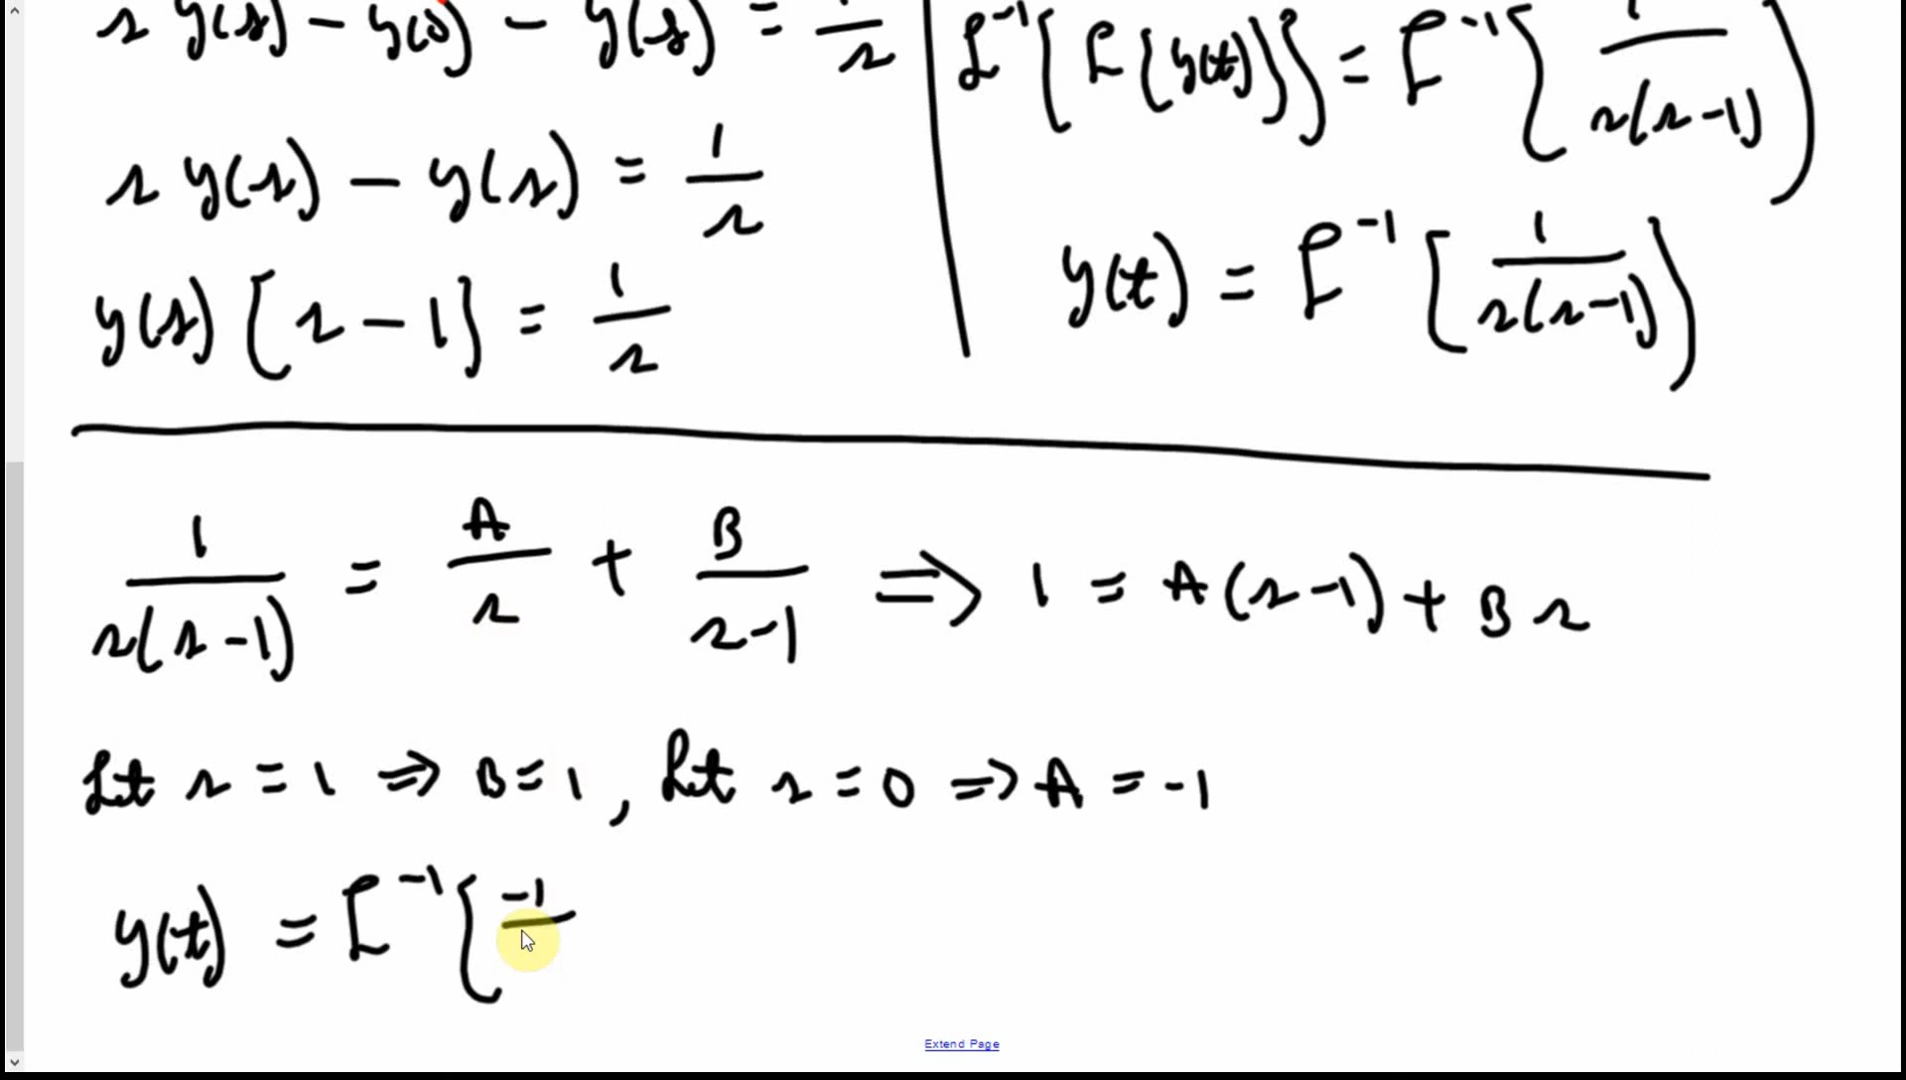 s y(s) - y(0) - y(s) = 1/s
s y(s) - y(s) = 1/s
y(s) [s - 1] = 1/s
ℒ⁻¹{ℒ{y(t)}} = ℒ⁻¹{1/s(s-1)}
y(t) = ℒ⁻¹{1/s(s-1)}
1/s(s-1) = A/s + B/s-1 ⇒ 1 = A(s-1) + B s
Let s = 1 ⇒ B = 1, Let s = 0 ⇒ A = -1
y(t) = ℒ⁻¹{-1/
Extend Page